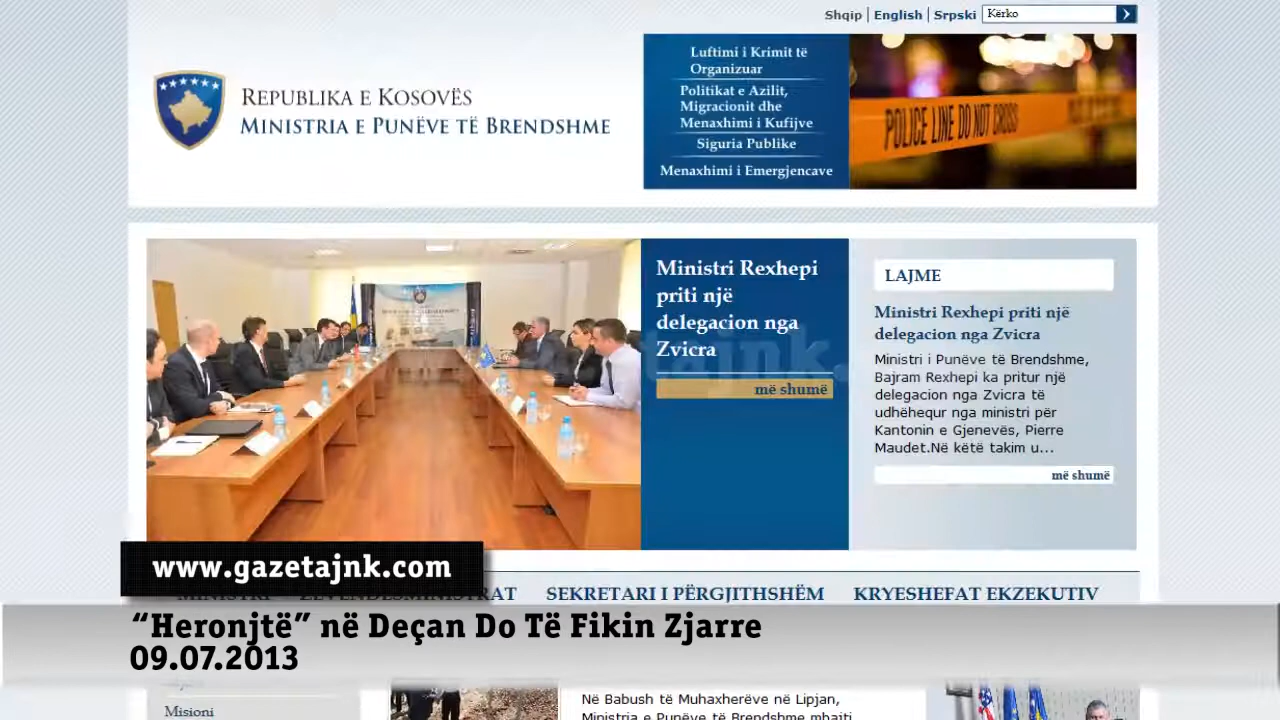 Shqip | English | Srpski
Kërko
REPUBLIKA E KOSOVËS
MINISTRIA E PUNËVE TË BRENDSHME
Luftimi i Krimit të
Organizuar
Politikat e Azilit,
Migracionit dhe
Menaxhimi i Kufijve
Siguria Publike
Menaxhimi i Emergjencave
POLICE LINE DO NOT CROSS
Ministri Rexhepi
priti një
delegacion nga
Zvicra
më shumë
LAJME
Ministri Rexhepi priti një
delegacion nga Zvicra
Ministri i Punëve të Brendshme,
Bajram Rexhepi ka pritur një
delegacion nga Zvicra të
udhëhequr nga ministri për
Kantonin e Gjenevës, Pierre
Maudet.Në këtë takim u...
më shumë
www.gazetajnk.com
SEKRETARI I PËRGJITHSHËM
KRYESHEFAT EKZEKUTIV
“Heronjtë” në Deçan Do Të Fikin Zjarre
09.07.2013
Misioni
Në Babush të Muhaxherëve në Lipjan,
Ministria e Punëve të Brendshme mbajti